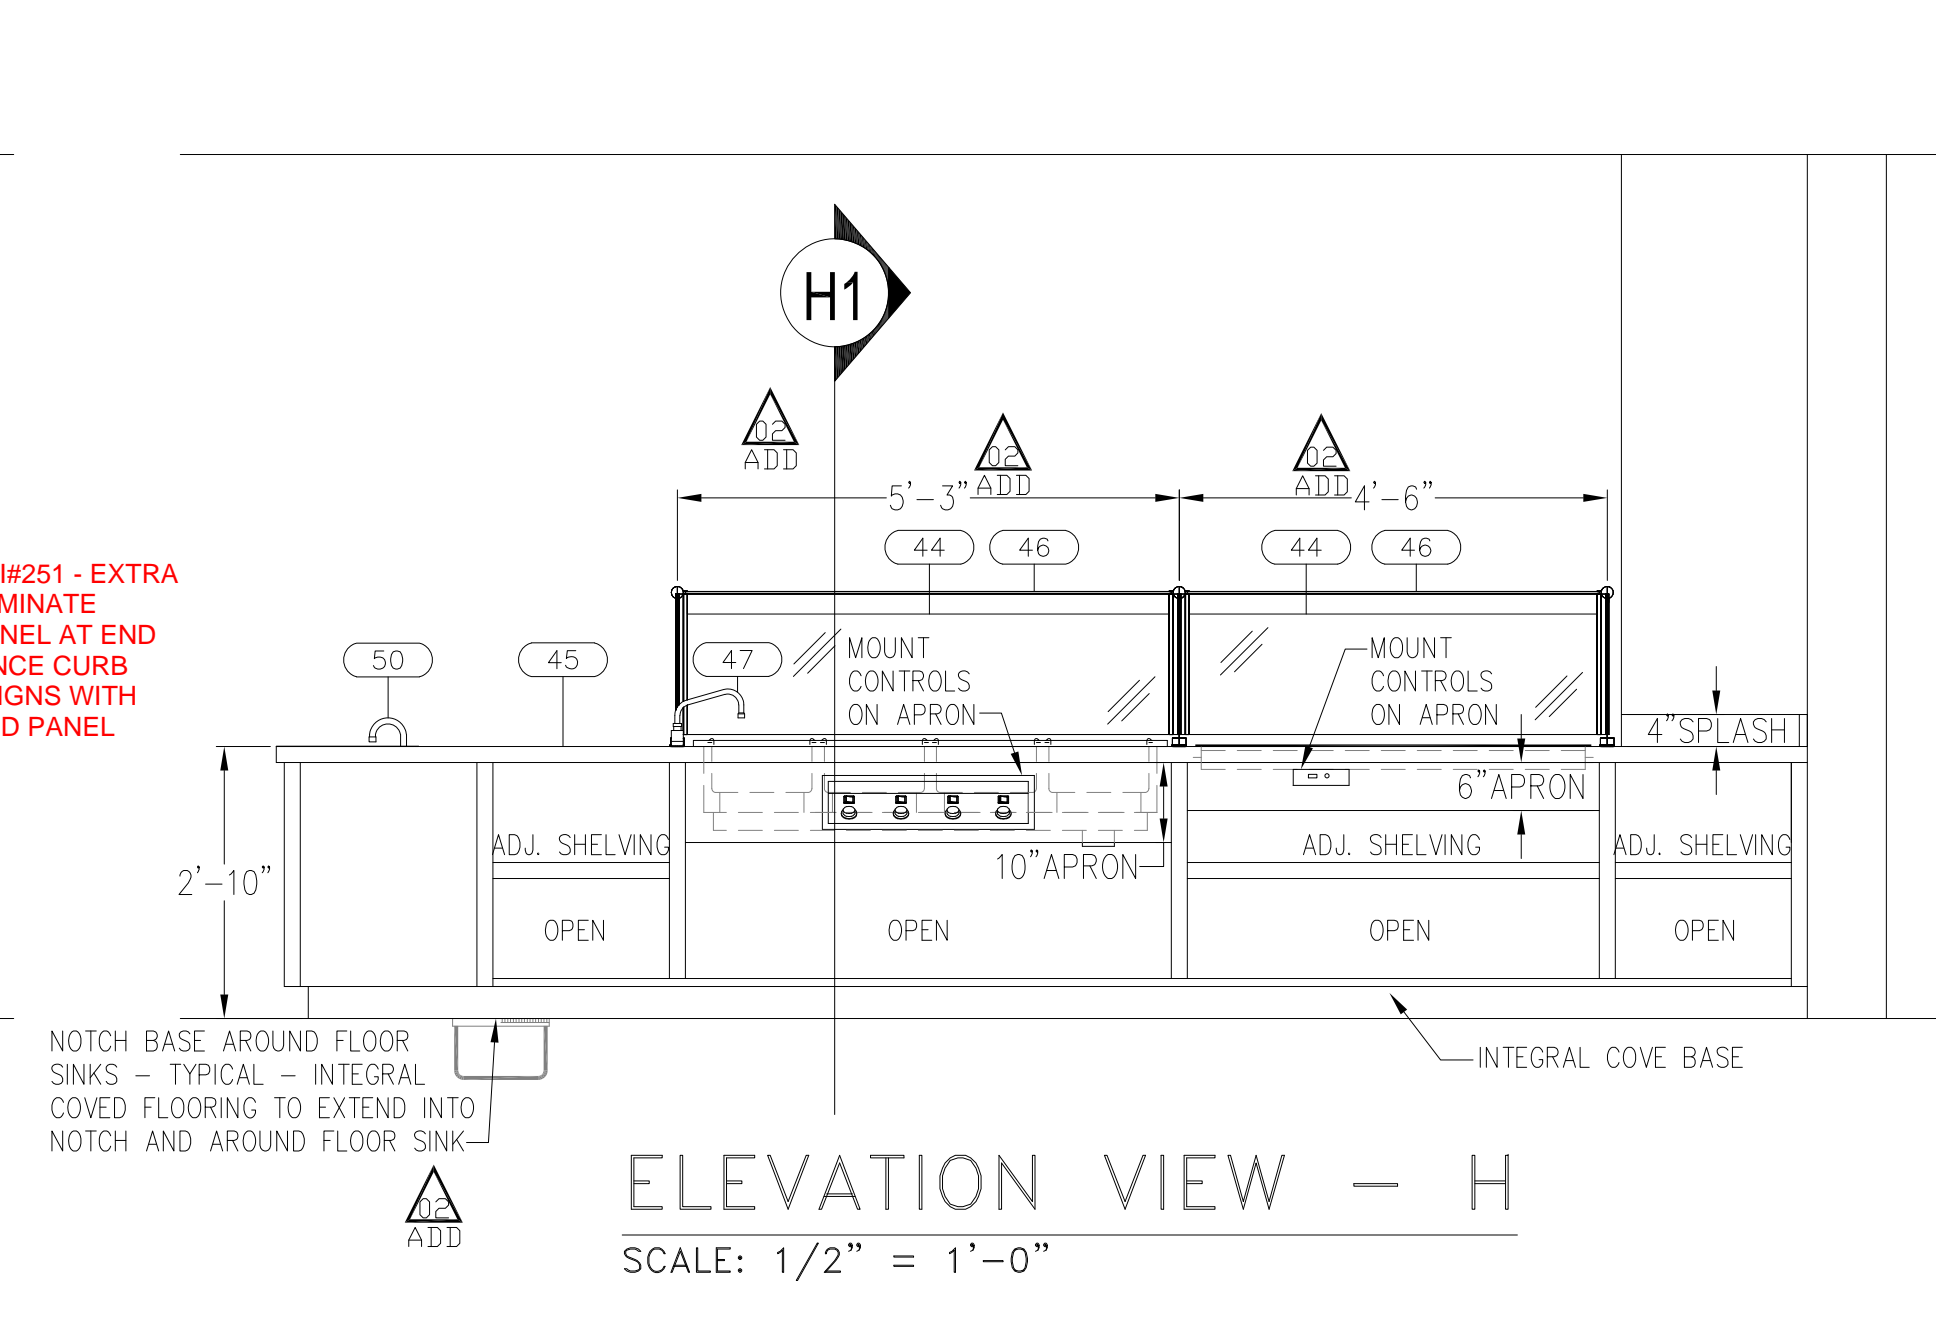 H1
02
ADD
02
ADD
02
ADD
5'-3"
4'-6"
44
46
44
46
I#251 - EXTRA
MINATE
NEL AT END
NCE CURB
IGNS WITH
D PANEL
50
45
47
MOUNT
CONTROLS
ON APRON
MOUNT
CONTROLS
ON APRON
4"SPLASH
6"APRON
ADJ. SHELVING
10"APRON
ADJ. SHELVING
ADJ. SHELVING
2'-10"
OPEN
OPEN
OPEN
OPEN
NOTCH BASE AROUND FLOOR
SINKS - TYPICAL - INTEGRAL
COVED FLOORING TO EXTEND INTO
NOTCH AND AROUND FLOOR SINK
INTEGRAL COVE BASE
02
ADD
ELEVATION VIEW - H
SCALE: 1/2" = 1'-0"